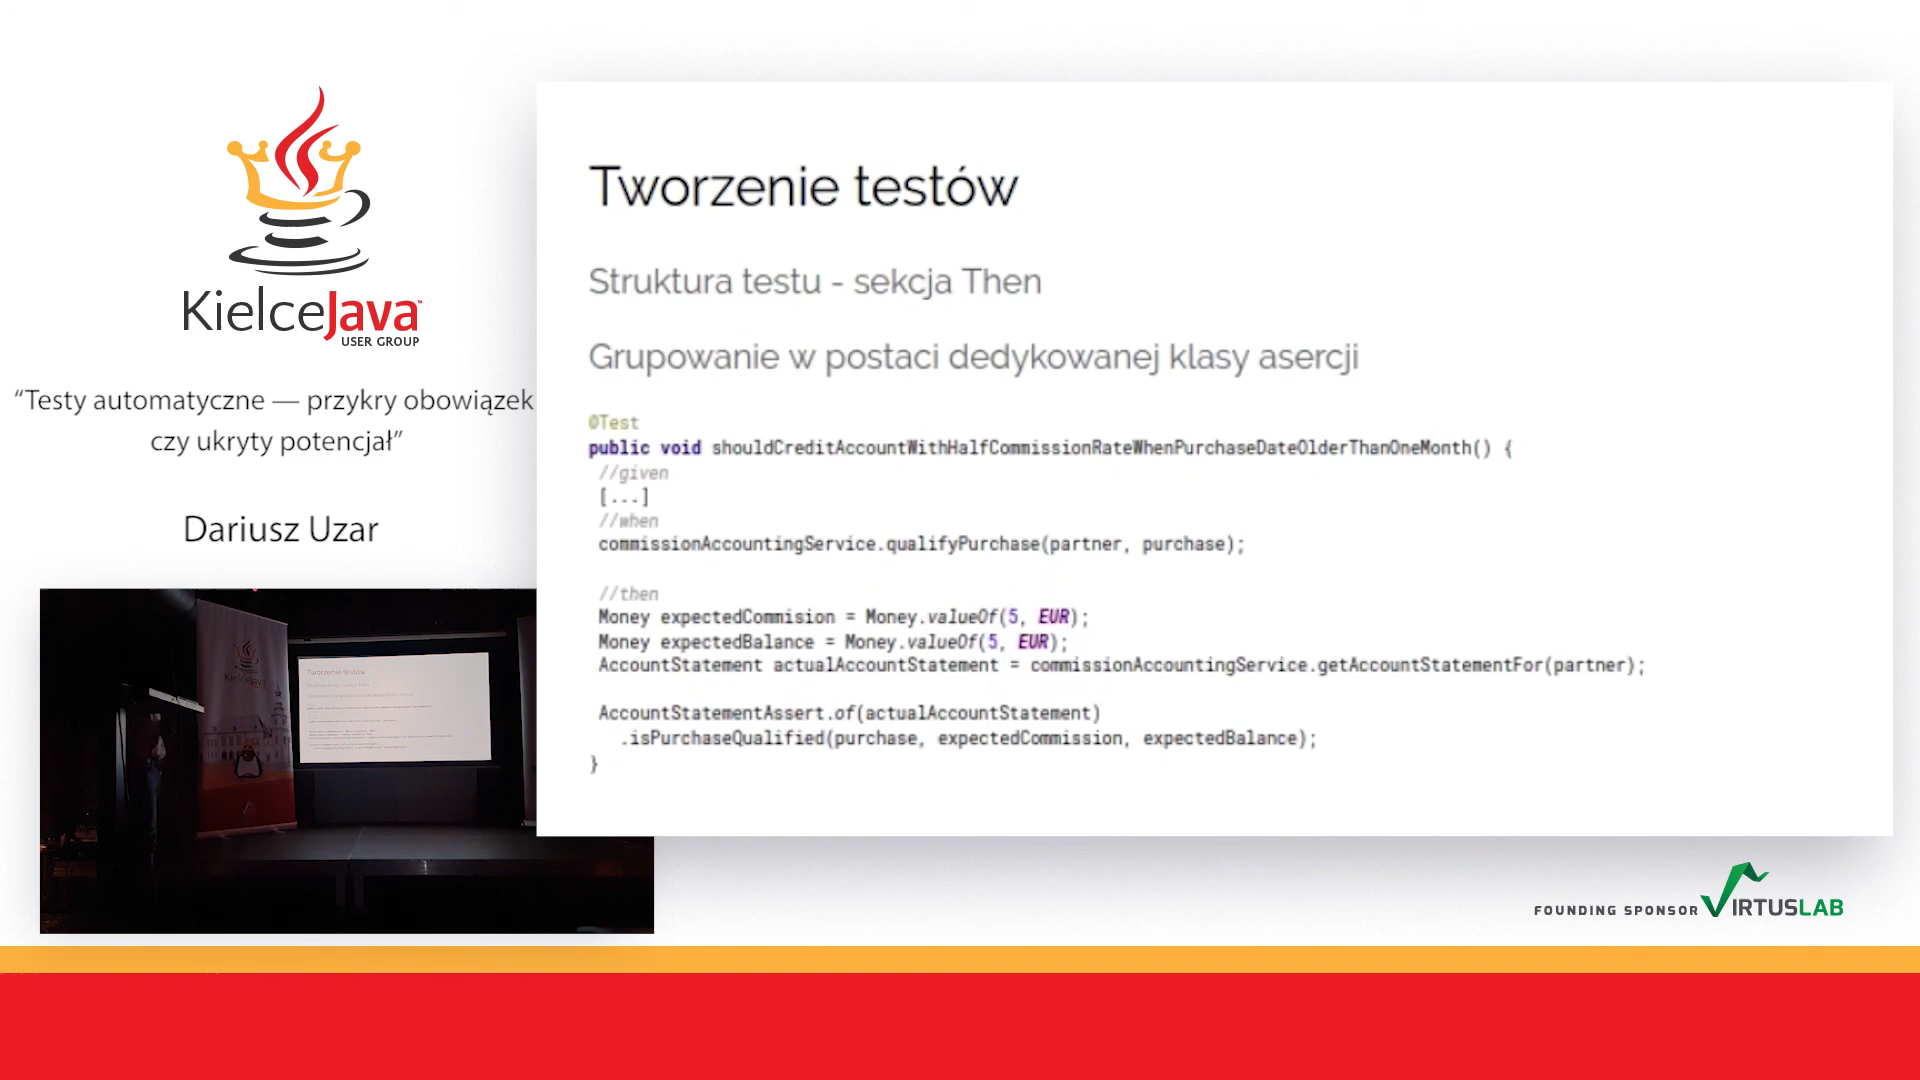 KielceJava™
USER GROUP
“Testy automatyczne — przykry obowiązek
czy ukryty potencjał”
Dariusz Uzar
Tworzenie testów
Struktura testu - sekcja Then
Grupowanie w postaci dedykowanej klasy asercji
@Test
public void shouldCreditAccountWithHalfCommissionRateWhenPurchaseDateOlderThanOneMonth() {
//given
[...]
//when
commissionAccountingService.qualifyPurchase(partner, purchase);
//then
Money expectedCommision = Money.valueOf(5, EUR);
Money expectedBalance = Money.valueOf(5, EUR);
AccountStatement actualAccountStatement = commissionAccountingService.getAccountStatementFor(partner);
AccountStatementAssert.of(actualAccountStatement)
.isPurchaseQualified(purchase, expectedCommission, expectedBalance);
}
Tworzenie testów
KielceJava
FOUNDING SPONSOR VIRTUSLAB